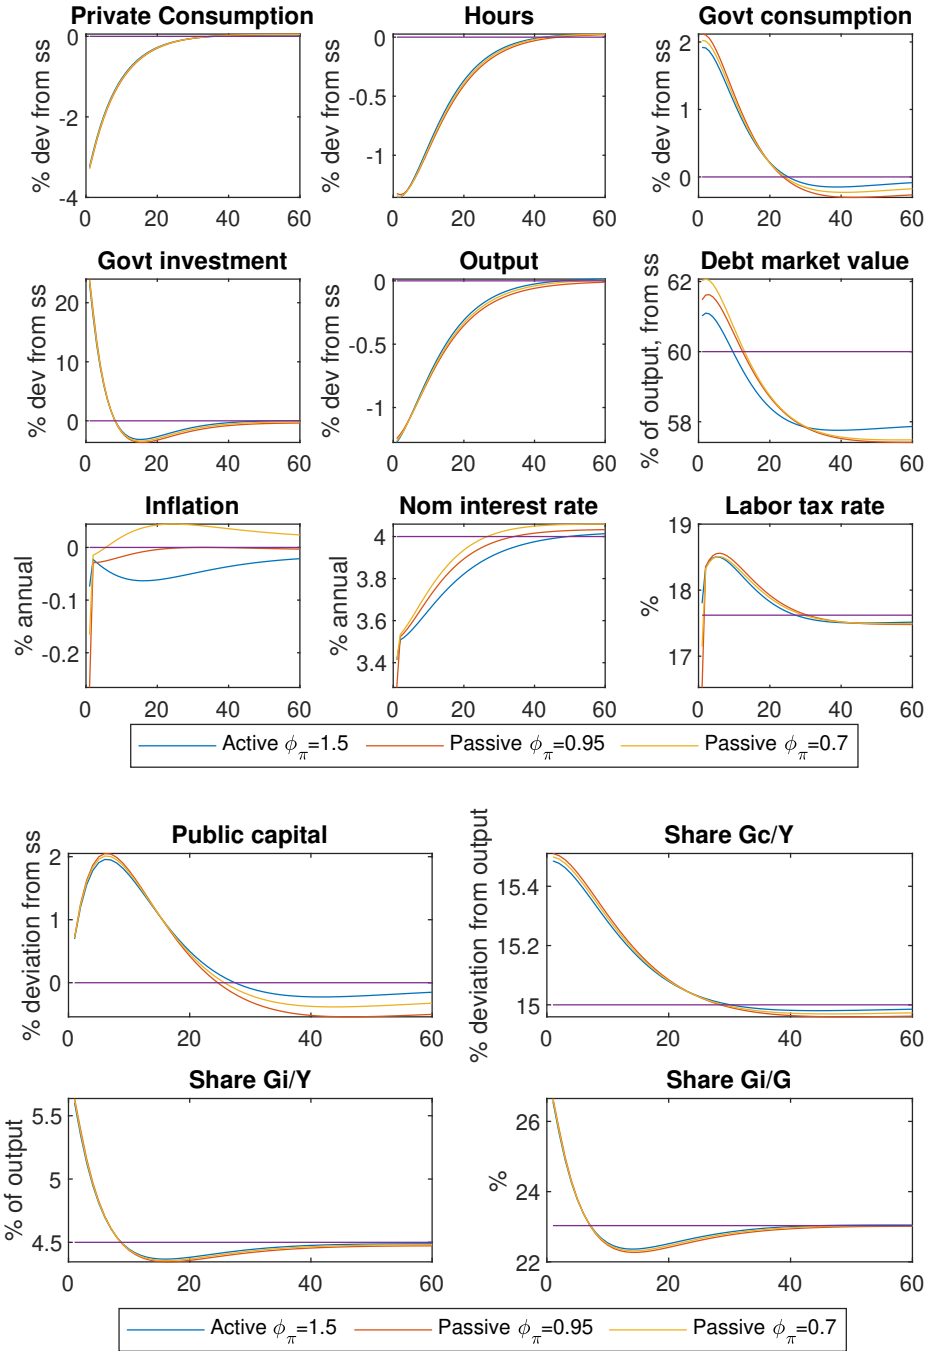 Private Consumption
Hours
Govt consumption
% dev from ss
0
-2
-4
0 20 40 60
% dev from ss
0
-0.5
-1
0 20 40 60
% dev from ss
2
1
0
0 20 40 60
Govt investment
Output
Debt market value
% dev from ss
20
10
0
0 20 40 60
% dev from ss
0
-0.5
-1
0 20 40 60
% of output, from ss
62
60
58
0 20 40 60
Inflation
Nom interest rate
Labor tax rate
% annual
0
-0.1
-0.2
0 20 40 60
% annual
4
3.8
3.6
3.4
0 20 40 60
%
19
18
17
0 20 40 60
Active ϕπ=1.5 Passive ϕπ=0.95 Passive ϕπ=0.7
Public capital
Share Gc/Y
% deviation from ss
2
1
0
0 20 40 60
% deviation from output
15.4
15.2
15
0 20 40 60
Share Gi/Y
Share Gi/G
% of output
5.5
5
4.5
0 20 40 60
%
26
24
22
0 20 40 60
Active ϕπ=1.5 Passive ϕπ=0.95 Passive ϕπ=0.7